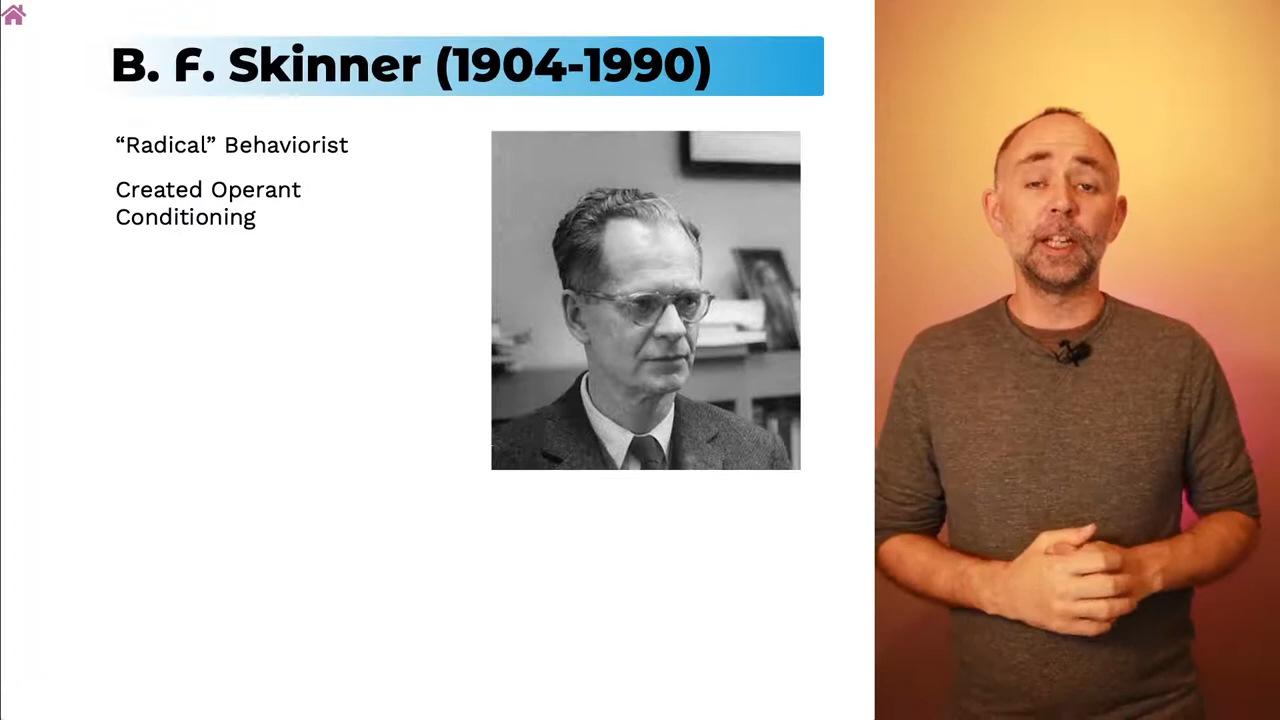 B. F. Skinner (1904-1990)
“Radical” Behaviorist
Created Operant
Conditioning